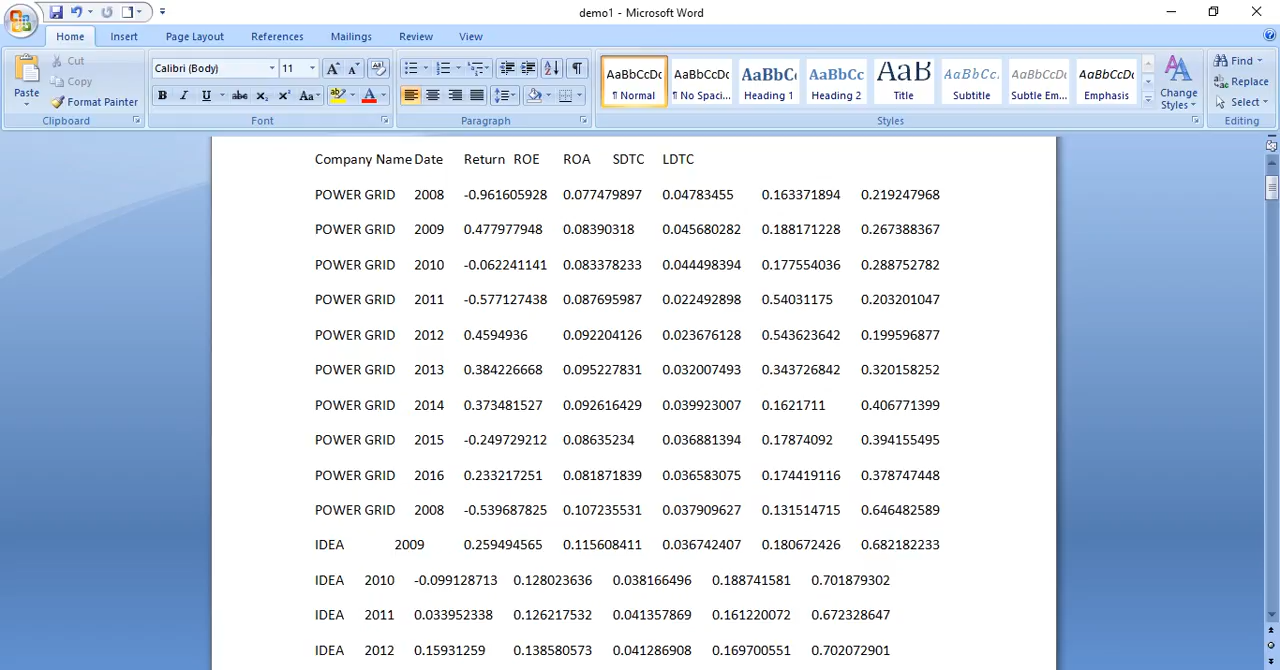 demo1 - Microsoft Word
Home Insert Page Layout References Mailings Review View
Paste Cut Copy Format Painter
Calibri (Body) 11
AaBbCcDc AaBbCcDc AaBbC AaBbCc AaB AaBbCc. AaBbCcDc AaBbCcDc
¶ Normal ¶ No Spaci... Heading 1 Heading 2 Title Subtitle Subtle Em... Emphasis
Change Styles
Find Replace Select
Clipboard Font Paragraph Styles Editing
Company Name Date Return ROE ROA SDTC LDTC
POWER GRID 2008 -0.961605928 0.077479897 0.04783455 0.163371894 0.219247968
POWER GRID 2009 0.477977948 0.08390318 0.045680282 0.188171228 0.267388367
POWER GRID 2010 -0.062241141 0.083378233 0.044498394 0.177554036 0.288752782
POWER GRID 2011 -0.577127438 0.087695987 0.022492898 0.54031175 0.203201047
POWER GRID 2012 0.4594936 0.092204126 0.023676128 0.543623642 0.199596877
POWER GRID 2013 0.384226668 0.095227831 0.032007493 0.343726842 0.320158252
POWER GRID 2014 0.373481527 0.092616429 0.039923007 0.1621711 0.406771399
POWER GRID 2015 -0.249729212 0.08635234 0.036881394 0.17874092 0.394155495
POWER GRID 2016 0.233217251 0.081871839 0.036583075 0.174419116 0.378747448
POWER GRID 2008 -0.539687825 0.107235531 0.037909627 0.131514715 0.646482589
IDEA 2009 0.259494565 0.115608411 0.036742407 0.180672426 0.682182233
IDEA 2010 -0.099128713 0.128023636 0.038166496 0.188741581 0.701879302
IDEA 2011 0.033952338 0.126217532 0.041357869 0.161220072 0.672328647
IDEA 2012 0.15931259 0.138580573 0.041286908 0.169700551 0.702072901